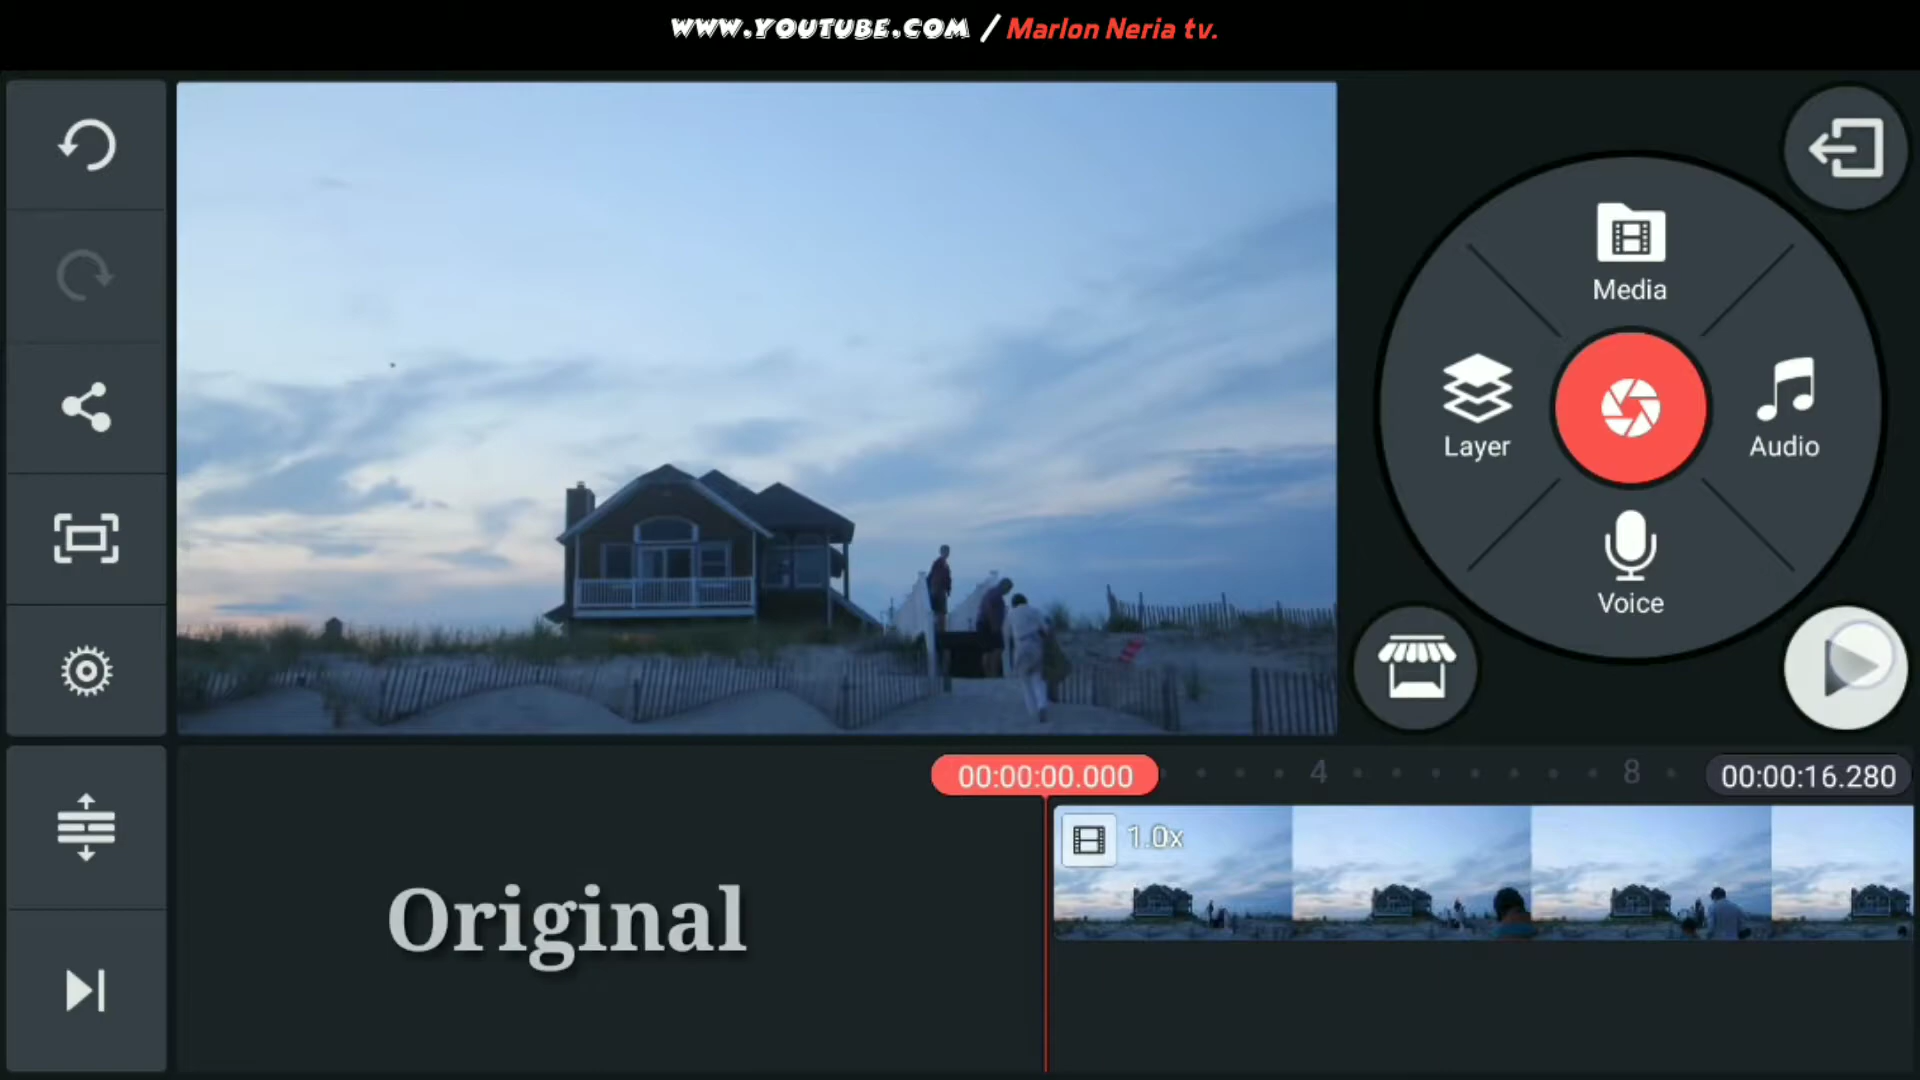 WWW.YOUTUBE.COM / Marlon Neria tv.
Media
Layer
Audio
Voice
00:00:00.000
4
8
00:00:16.280
1.0x
Original